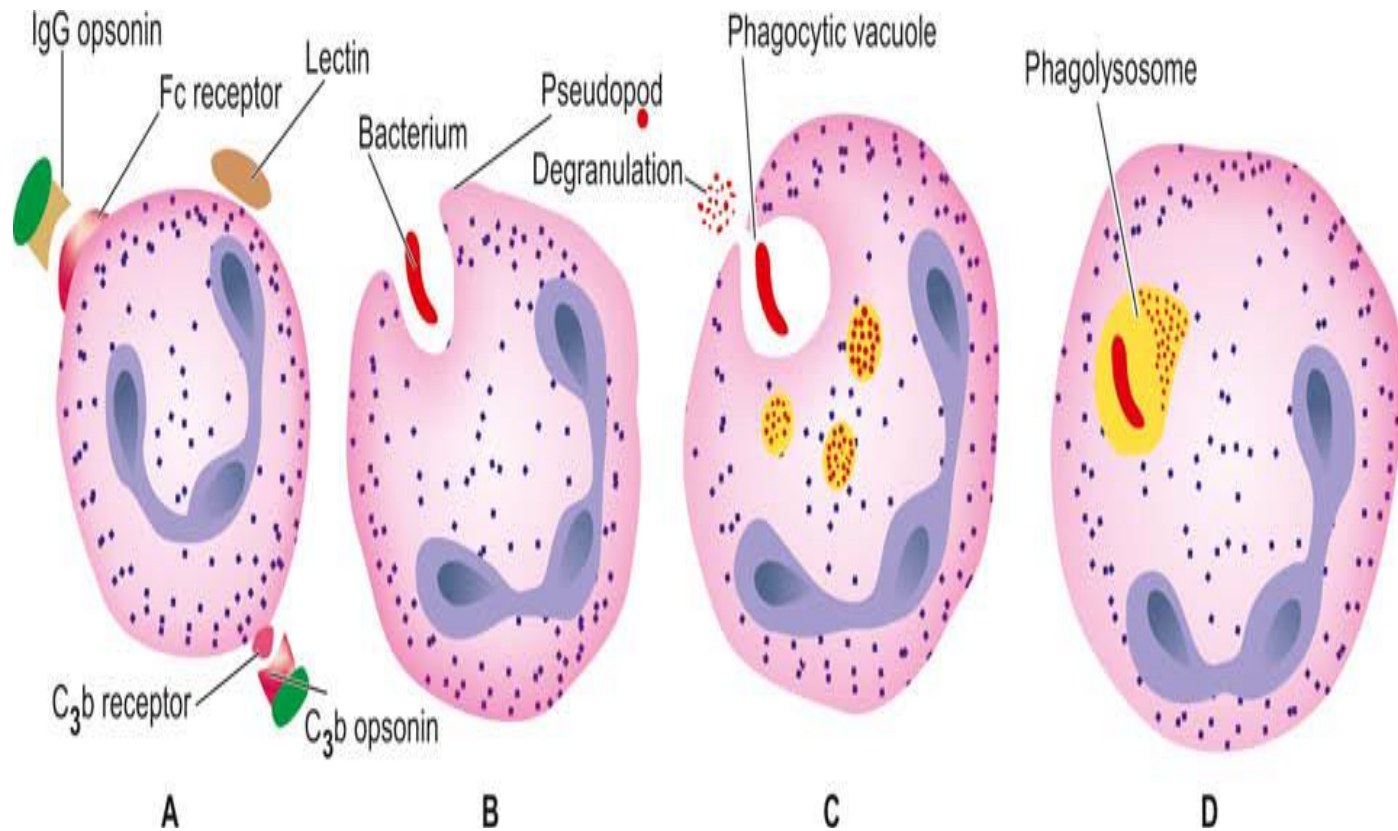 IgG opsonin
Fc receptor
Lectin
Bacterium
Pseudopod
Degranulation
Phagocytic vacuole
Phagolysosome
C₃b receptor
C₃b opsonin
A
B
C
D